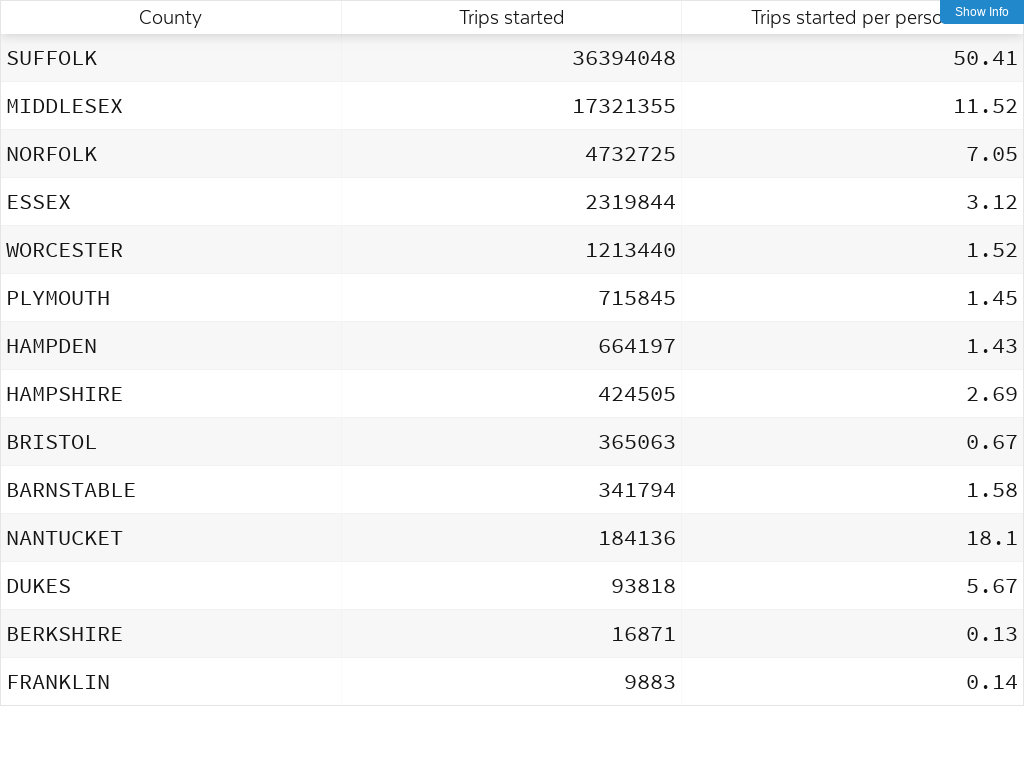 County Trips started Trips started per Show Info
SUFFOLK 36394048 50.41
MIDDLESEX 17321355 11.52
NORFOLK 4732725 7.05
ESSEX 2319844 3.12
WORCESTER 1213440 1.52
PLYMOUTH 715845 1.45
HAMPDEN 664197 1.43
HAMPSHIRE 424505 2.69
BRISTOL 365063 0.67
BARNSTABLE 341794 1.58
NANTUCKET 184136 18.1
DUKES 93818 5.67
BERKSHIRE 16871 0.13
FRANKLIN 9883 0.14